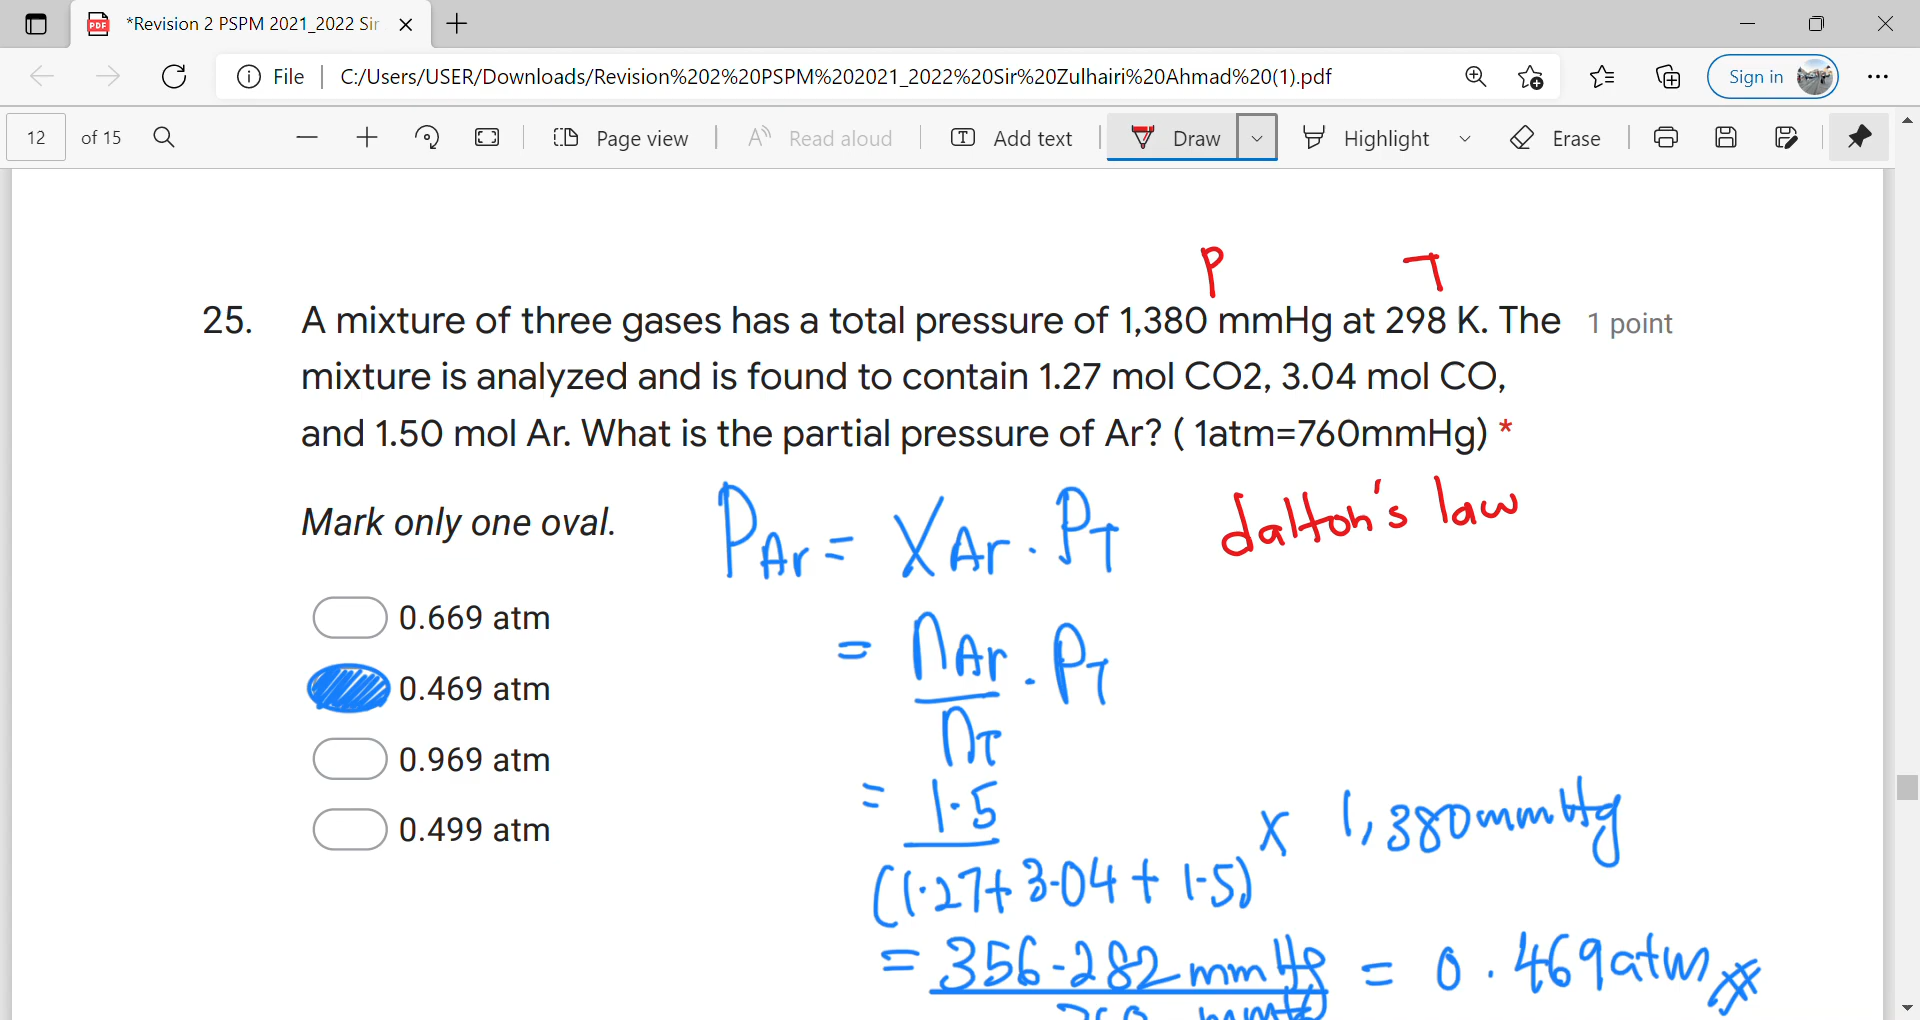 *Revision 2 PSPM 2021_2022 Sir
File C:/Users/USER/Downloads/Revision%202%20PSPM%202021_2022%20Sir%20Zulhairi%20Ahmad%20(1).pdf Sign in
12 of 15 Page view Read aloud Add text Draw Highlight Erase
P T
25. A mixture of three gases has a total pressure of 1,380 mmHg at 298 K. The 1 point
mixture is analyzed and is found to contain 1.27 mol CO2, 3.04 mol CO,
and 1.50 mol Ar. What is the partial pressure of Ar? ( 1atm=760mmHg) *
Mark only one oval.
PAr = XAr . PT dalton's law
0.669 atm
= nAr . PT
nT
0.469 atm
0.969 atm
0.499 atm
= 1.5 x 1,380mmHg
(1.27+3.04+1.5)
= 356.282 mmHg = 0.469atm